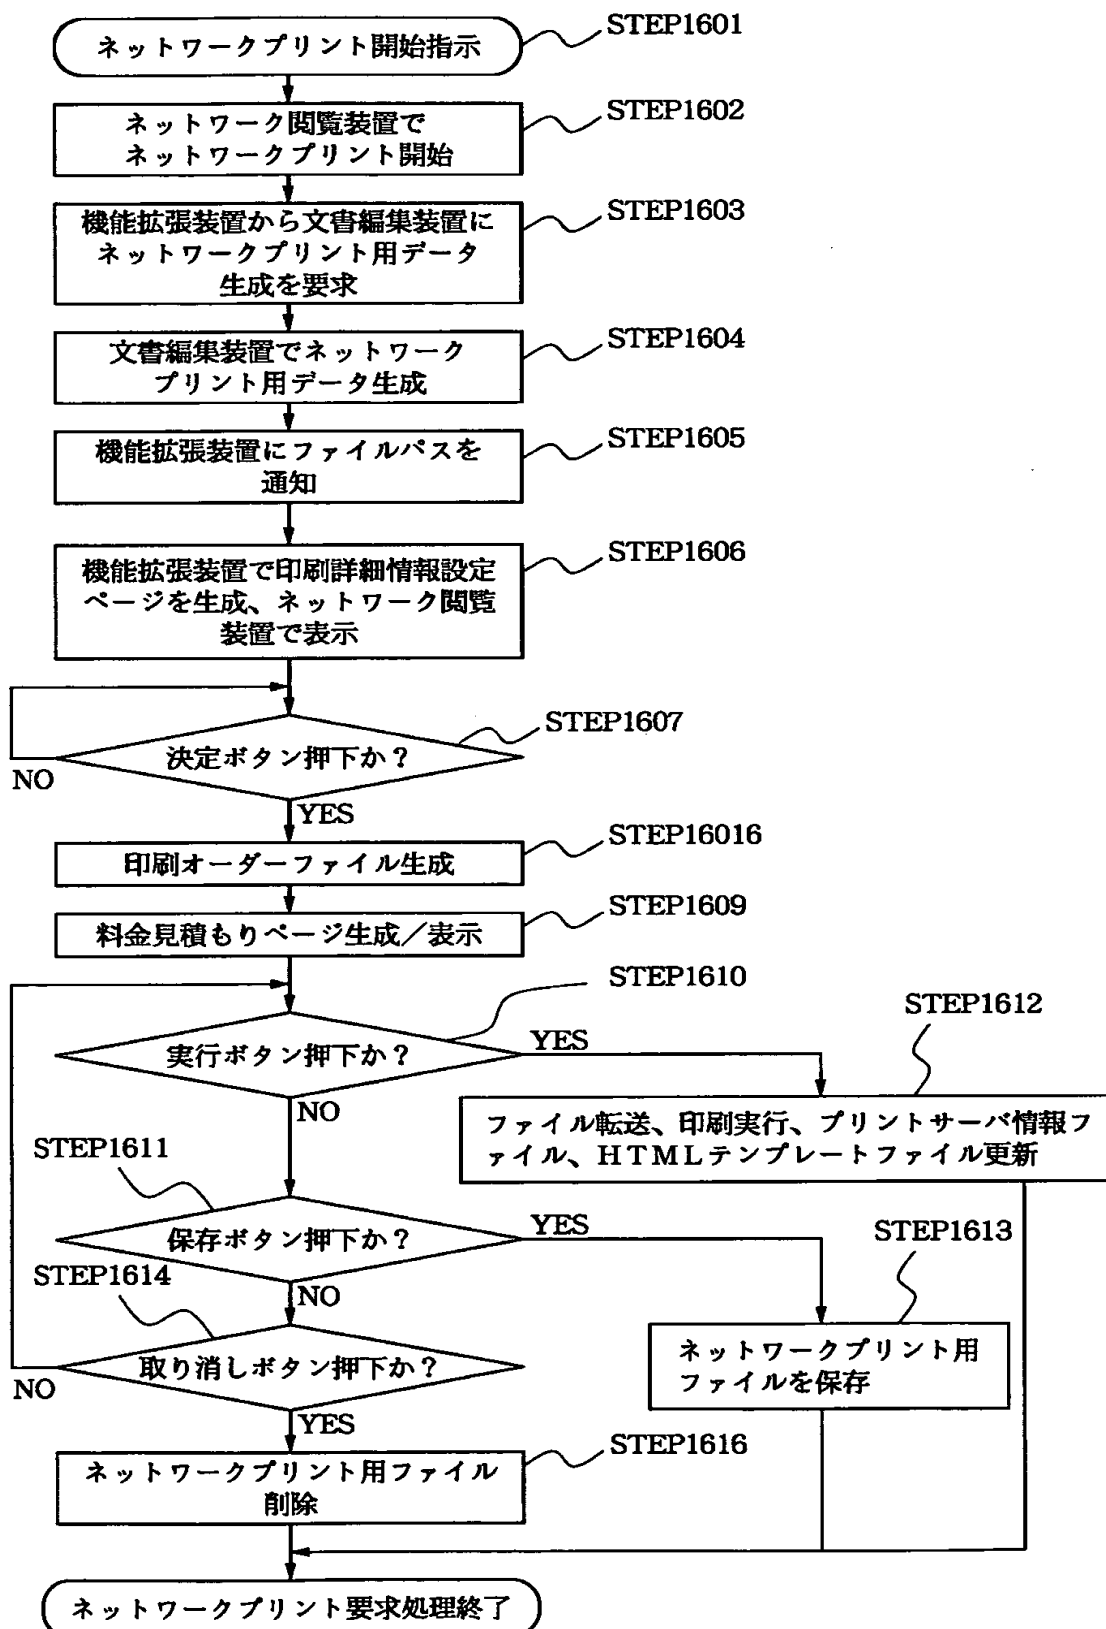 ネットワークプリント開始指示
STEP1601
ネットワーク閲覧装置で
ネットワークプリント開始
STEP1602
機能拡張装置から文書編集装置に
ネットワークプリント用データ
生成を要求
STEP1603
文書編集装置でネットワーク
プリント用データ生成
STEP1604
機能拡張装置にファイルパスを
通知
STEP1605
機能拡張装置で印刷詳細情報設定
ページを生成、ネットワーク閲覧
装置で表示
STEP1606
決定ボタン押下か？
STEP1607
NO
YES
印刷オーダーファイル生成
STEP16016
料金見積もりページ生成／表示
STEP1609
実行ボタン押下か？
STEP1610
YES
NO
STEP1612
ファイル転送、印刷実行、プリントサーバ情報フ
ァイル、ＨＴＭＬテンプレートファイル更新
STEP1611
保存ボタン押下か？
YES
NO
STEP1613
ネットワークプリント用
ファイルを保存
STEP1614
取り消しボタン押下か？
NO
YES
ネットワークプリント用ファイル
削除
STEP1616
ネットワークプリント要求処理終了